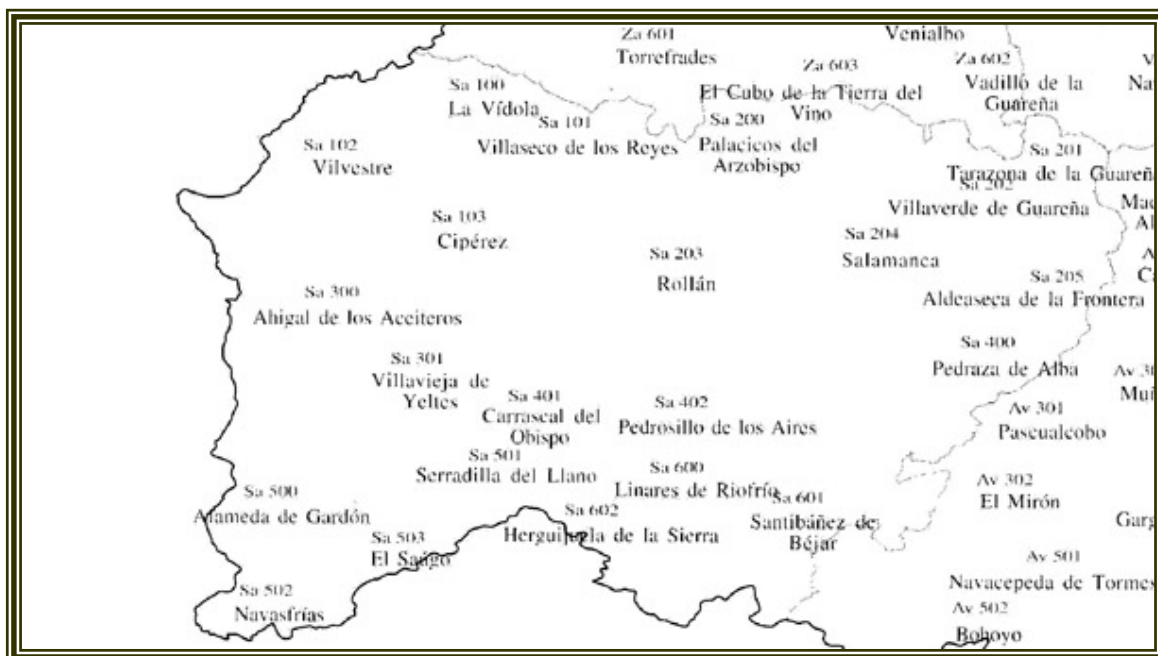 Za 601
Torrefrades
Venialbo
Za 603
Za 602
Vadillo de la
Guareña
Sa 100
La Vídola
El Cubo de la Tierra del
Vino
Sa 101
Villaseco de los Reyes
Sa 200
Palacicos del
Arzobispo
Sa 102
Vilvestre
Sa 201
Tarazona de la Guareña
Sa 202
Villaverde de Guareña
Sa 103
Cipérez
Sa 203
Rollán
Sa 204
Salamanca
Sa 205
Aldeaseca de la Frontera
Sa 300
Ahigal de los Aceiteros
Sa 301
Villavieja de
Yeltes
Sa 400
Pedraza de Alba
Sa 401
Carrascal del
Obispo
Sa 402
Pedrosillo de los Aires
Av 301
Pascualcobo
Sa 501
Serradilla del Llano
Sa 600
Linares de Riofrío
Av 302
El Mirón
Sa 500
Alameda de Gardón
Sa 602
Herguijuela de la Sierra
Sa 601
Santibáñez de
Béjar
Sa 503
El Saúgo
Av 501
Navacepeda de Tormes
Sa 502
Navasfrías
Av 502
Bohoyo